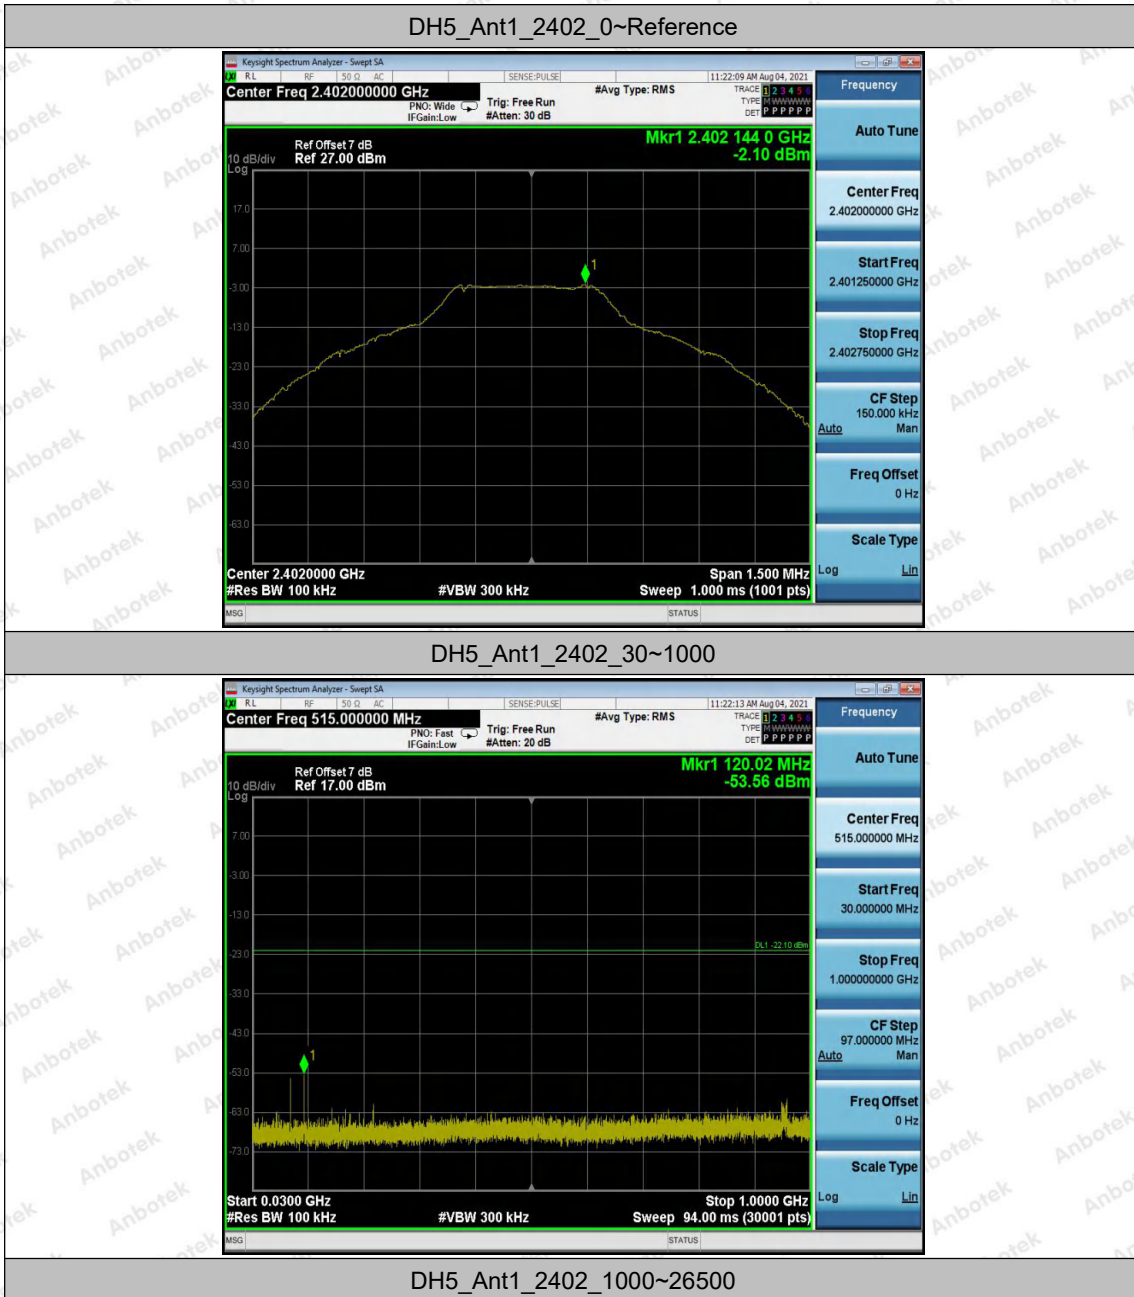 DH5_Ant1_2402_0~Reference
Keysight Spectrum Analyzer - Swept SA
LXI RL RF 50 Ω AC SENSE:PULSE 11:22:09 AM Aug 04, 2021
Center Freq 2.402000000 GHz #Avg Type: RMS TRACE 1 2 3 4 5 6
PNO: Wide Trig: Free Run TYPE M WWWWW
IFGain:Low #Atten: 30 dB DET P P P P P P
Frequency
Auto Tune
Mkr1 2.402 144 0 GHz
Ref Offset 7 dB
10 dB/div Ref 27.00 dBm -2.10 dBm
Log
17.0
7.00
-3.00
-13.0
-23.0
-33.0
-43.0
-53.0
-63.0
1
Center Freq
2.402000000 GHz
Start Freq
2.401250000 GHz
Stop Freq
2.402750000 GHz
CF Step
150.000 kHz
Auto Man
Freq Offset
0 Hz
Scale Type
Log Lin
Center 2.4020000 GHz Span 1.500 MHz
#Res BW 100 kHz #VBW 300 kHz Sweep 1.000 ms (1001 pts)
MSG STATUS
DH5_Ant1_2402_30~1000
Keysight Spectrum Analyzer - Swept SA
LXI RL RF 50 Ω AC SENSE:PULSE 11:22:13 AM Aug 04, 2021
Center Freq 515.000000 MHz #Avg Type: RMS TRACE 1 2 3 4 5 6
PNO: Fast Trig: Free Run TYPE M WWWWW
IFGain:Low #Atten: 20 dB DET P P P P P P
Frequency
Auto Tune
Mkr1 120.02 MHz
Ref Offset 7 dB
10 dB/div Ref 17.00 dBm -53.56 dBm
Log
7.00
-3.00
-13.0
-23.0
-33.0
-43.0
-53.0
-63.0
-73.0
DL1 -22.10 dBm
1
Center Freq
515.000000 MHz
Start Freq
30.000000 MHz
Stop Freq
1.000000000 GHz
CF Step
97.000000 MHz
Auto Man
Freq Offset
0 Hz
Scale Type
Log Lin
Start 0.0300 GHz Stop 1.0000 GHz
#Res BW 100 kHz #VBW 300 kHz Sweep 94.00 ms (30001 pts)
MSG STATUS
DH5_Ant1_2402_1000~26500
Anbotek